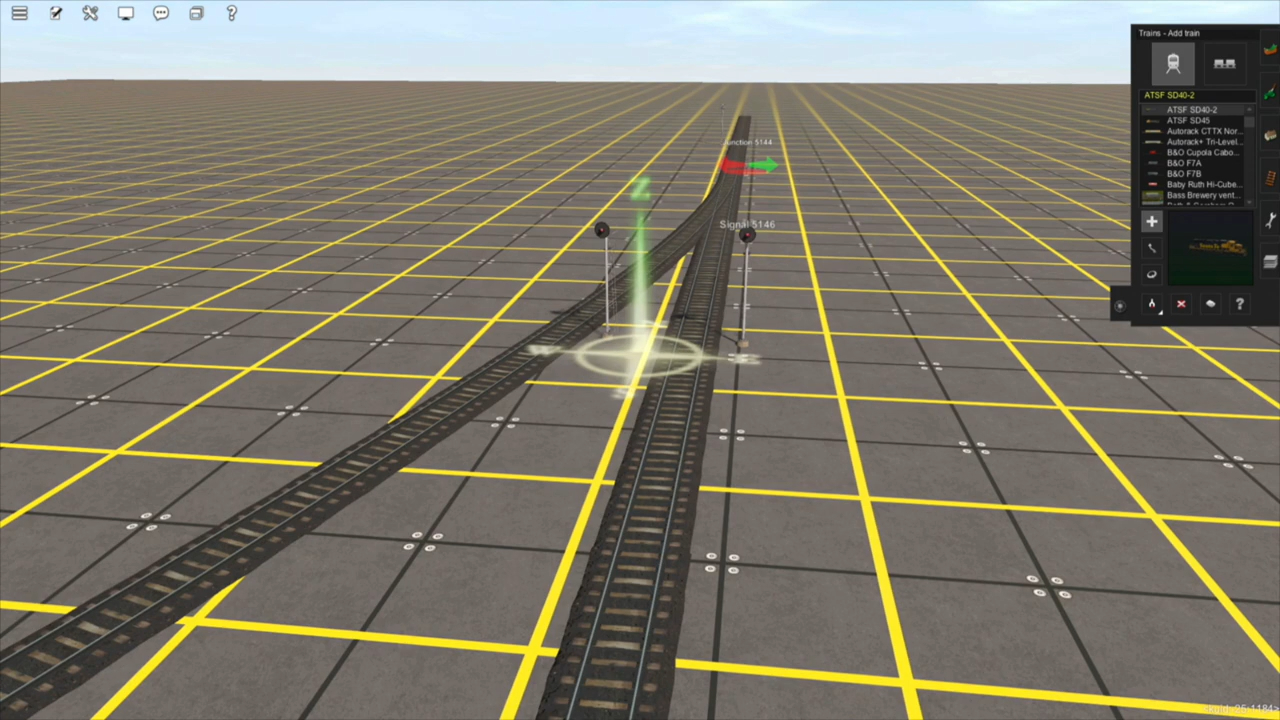 Trains - Add train
ATSF SD40-2
ATSF SD40-2
ATSF SD45
Autorack CTTX Nor...
Autorack+ Tri-Level...
B&O Cupola Cabo...
B&O F7A
B&O F7B
Baby Ruth Hi-Cube...
Bass Brewery vent...
unction 5144
Signal 5146
N
W
E
S